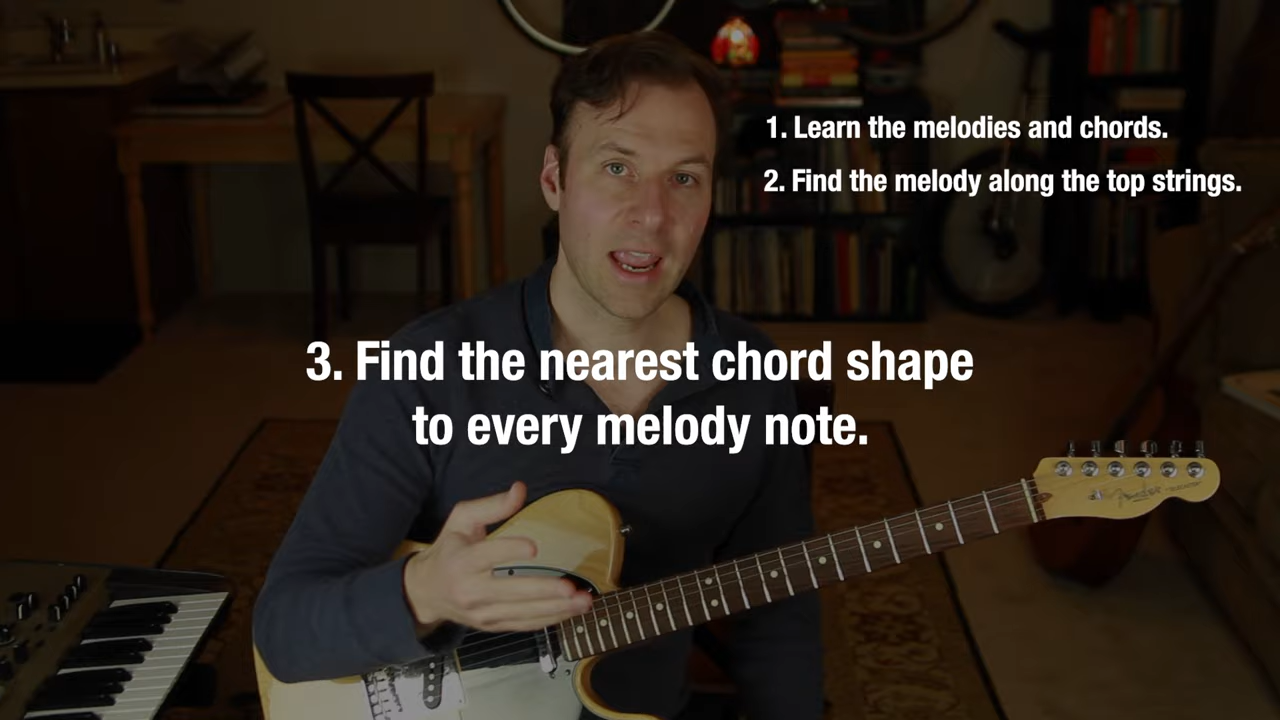 1. Learn the melodies and chords.
2. Find the melody along the top strings.
3. Find the nearest chord shape
to every melody note.
Fender